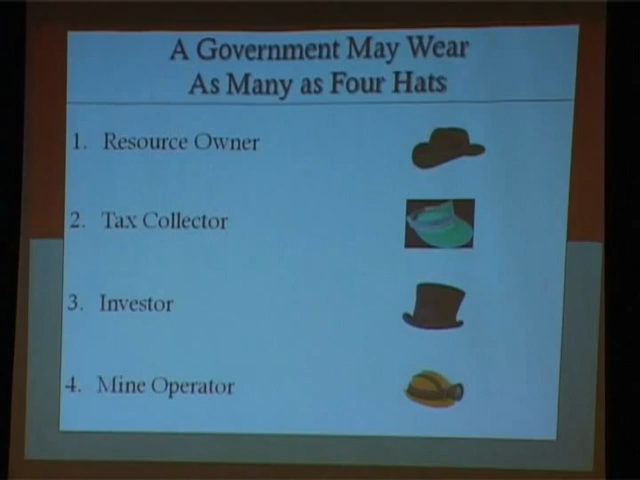 A Government May Wear
As Many as Four Hats
1. Resource Owner
2. Tax Collector
3. Investor
4. Mine Operator